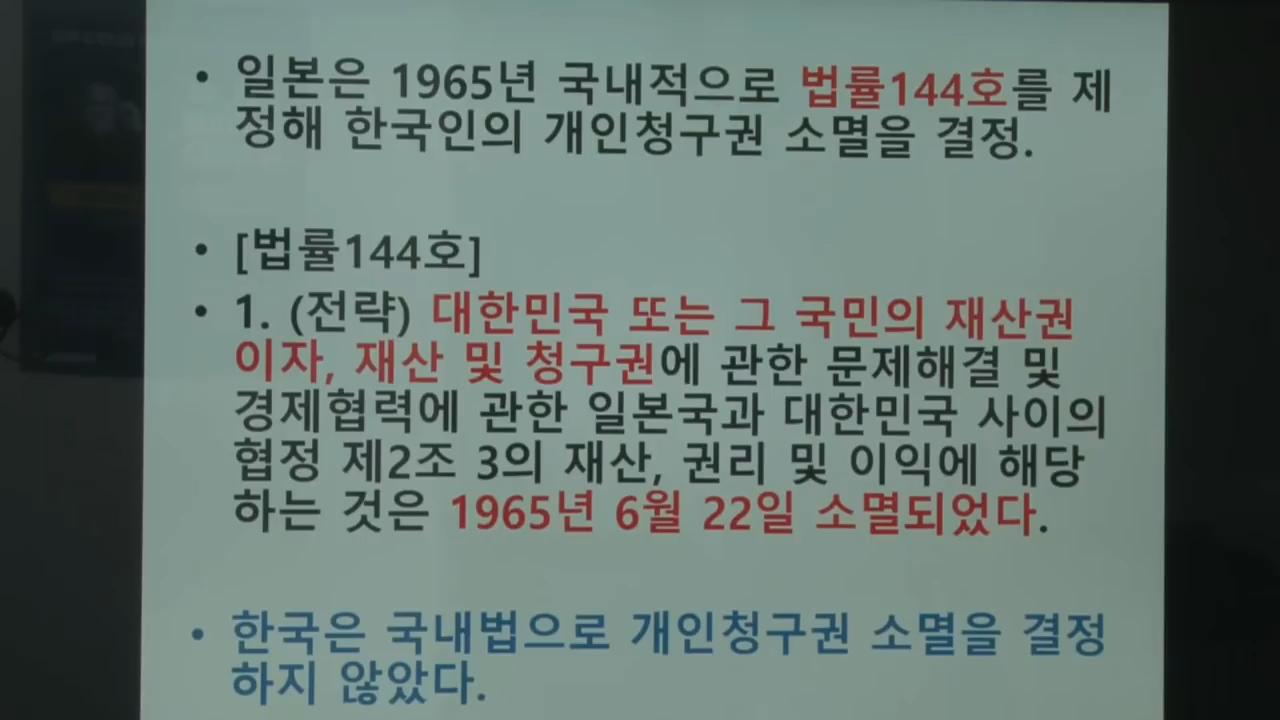 • 일본은 1965년 국내적으로 법률144호를 제
정해 한국인의 개인청구권 소멸을 결정.
• [법률144호]
• 1. (전략) 대한민국 또는 그 국민의 재산권
이자, 재산 및 청구권에 관한 문제해결 및
경제협력에 관한 일본국과 대한민국 사이의
협정 제2조 3의 재산, 권리 및 이익에 해당
하는 것은 1965년 6월 22일 소멸되었다.
• 한국은 국내법으로 개인청구권 소멸을 결정
하지 않았다.